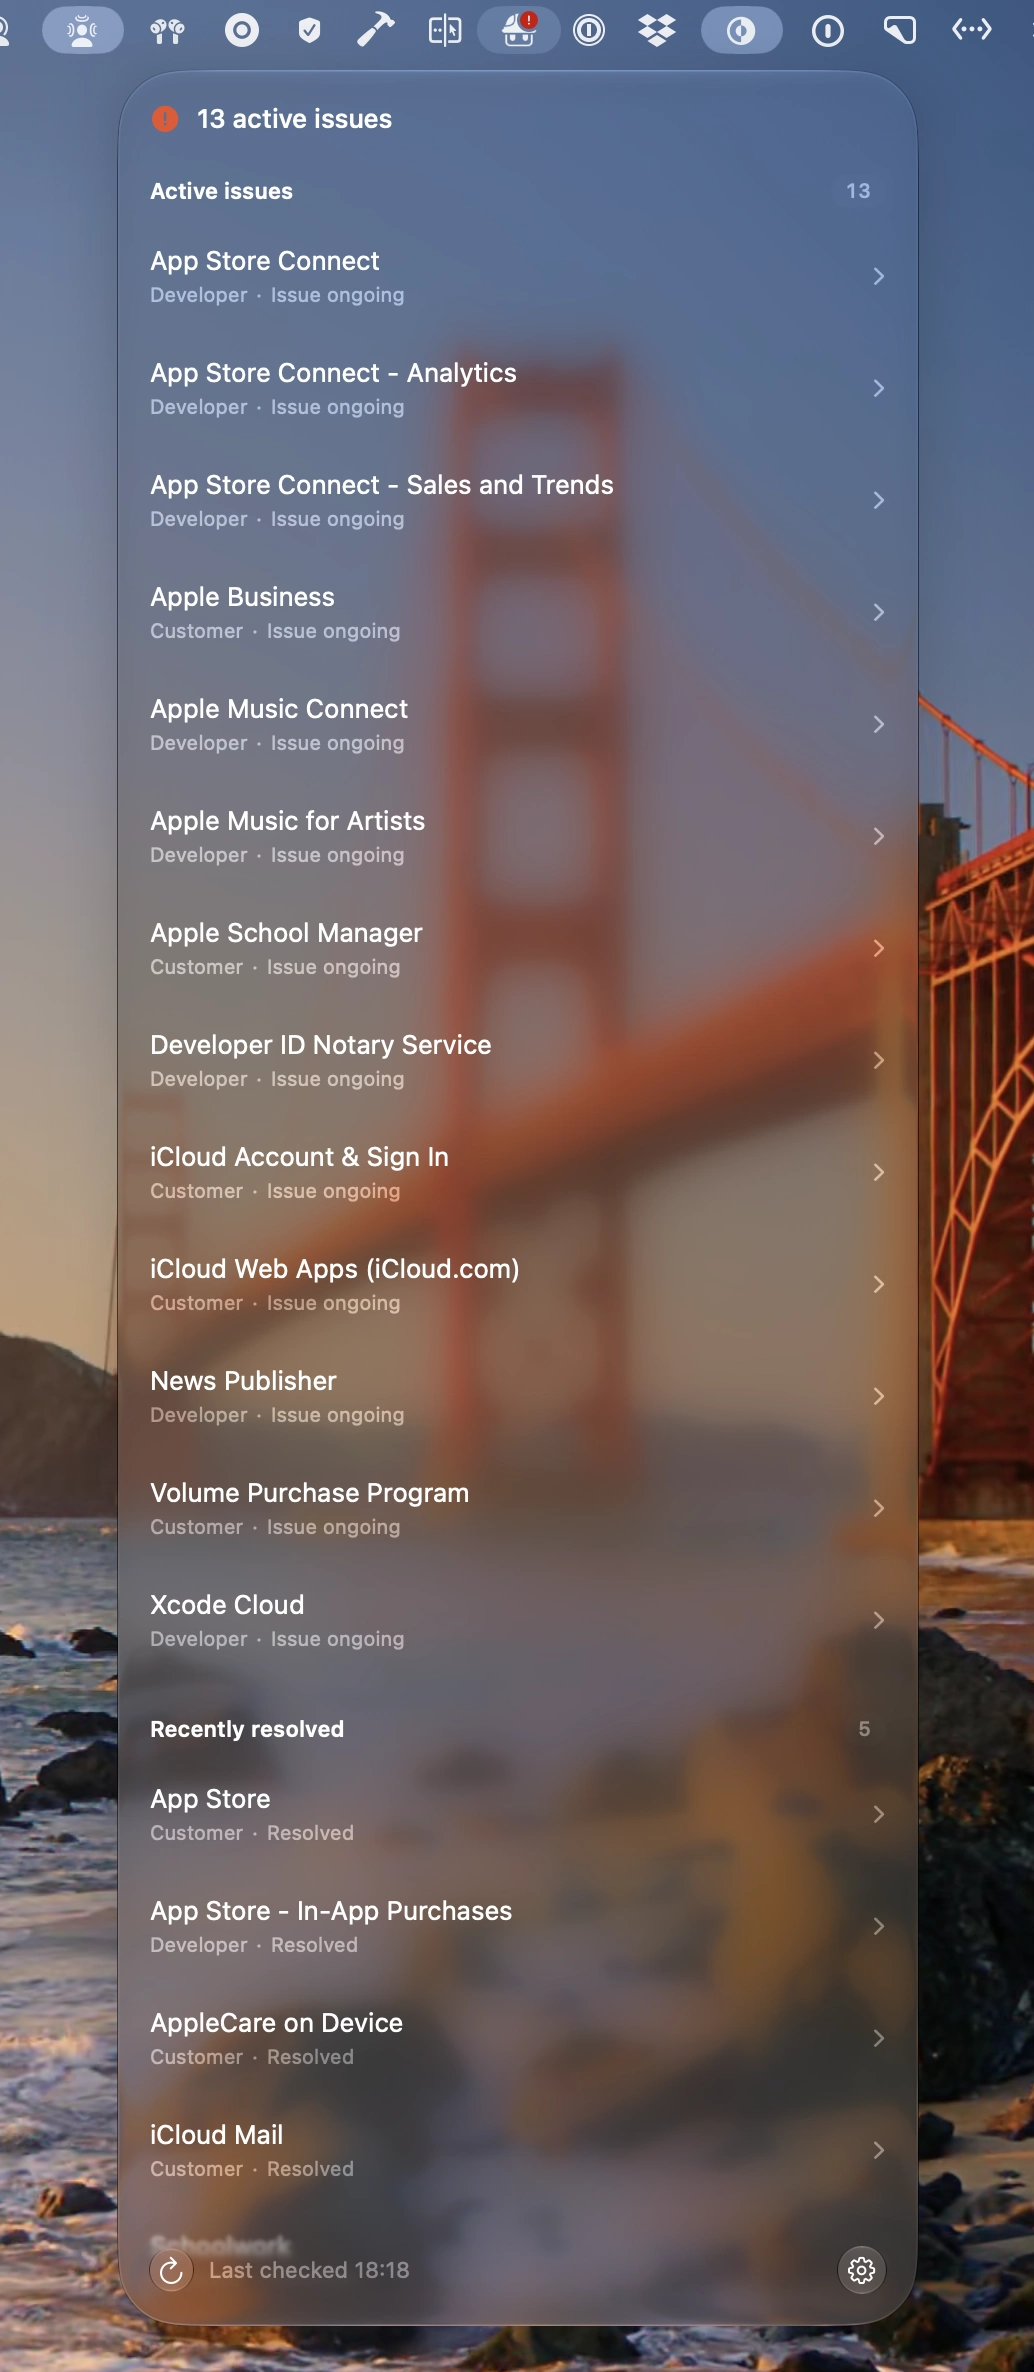 13 active issues
Active issues
13
App Store Connect
Developer · Issue ongoing
App Store Connect - Analytics
Developer · Issue ongoing
App Store Connect - Sales and Trends
Developer · Issue ongoing
Apple Business
Customer · Issue ongoing
Apple Music Connect
Developer · Issue ongoing
Apple Music for Artists
Developer · Issue ongoing
Apple School Manager
Customer · Issue ongoing
Developer ID Notary Service
Developer · Issue ongoing
iCloud Account & Sign In
Customer · Issue ongoing
iCloud Web Apps (iCloud.com)
Customer · Issue ongoing
News Publisher
Developer · Issue ongoing
Volume Purchase Program
Customer · Issue ongoing
Xcode Cloud
Developer · Issue ongoing
Recently resolved
5
App Store
Customer · Resolved
App Store - In-App Purchases
Developer · Resolved
AppleCare on Device
Customer · Resolved
iCloud Mail
Customer · Resolved
Schoolwork
Last checked 18:18